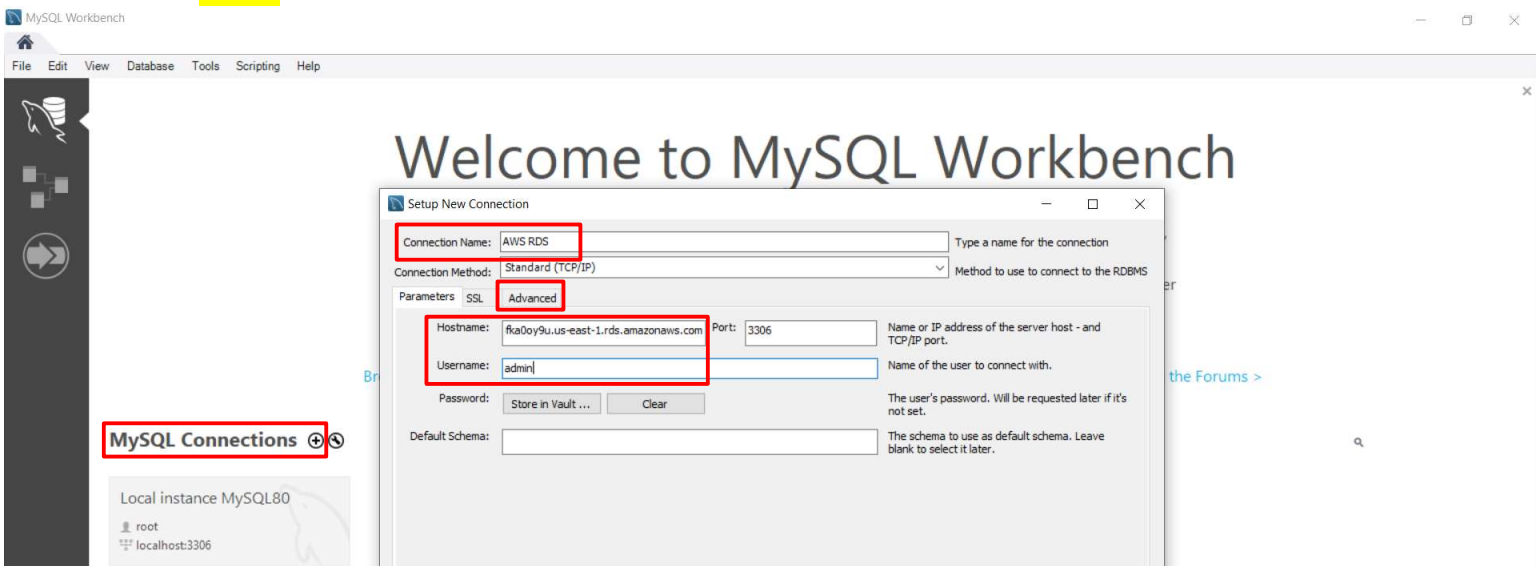 MySQL Workbench
File Edit View Database Tools Scripting Help
Welcome to MySQL Workbench
Setup New Connection
Connection Name: AWS RDS Type a name for the connection
Connection Method: Standard (TCP/IP) Method to use to connect to the RDBMS
Parameters SSL Advanced
Hostname: fka0oy9u.us-east-1.rds.amazonaws.com Port: 3306 Name or IP address of the server host - and
TCP/IP port.
Username: admin Name of the user to connect with.
Password: Store in Vault ... Clear The user's password. Will be requested later if it's
not set.
Default Schema: The schema to use as default schema. Leave
blank to select it later.
er
Br
the Forums >
MySQL Connections
Local instance MySQL80
root
localhost:3306